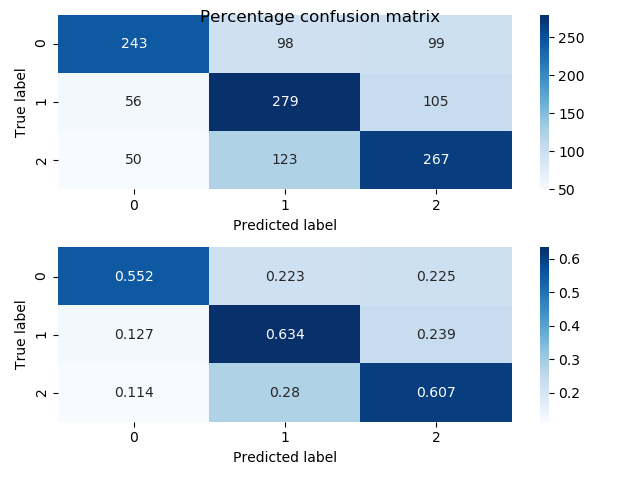 Percentage confusion matrix
True label
0 243 98 99
1 56 279 105
2 50 123 267
0 1 2
Predicted label
250
200
150
100
50
True label
0 0.552 0.223 0.225
1 0.127 0.634 0.239
2 0.114 0.28 0.607
0 1 2
Predicted label
0.6
0.5
0.4
0.3
0.2